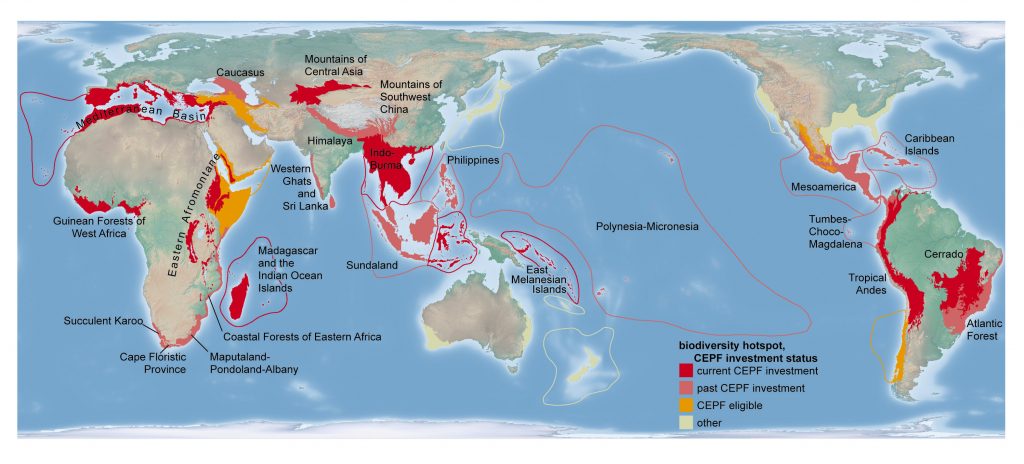 Caucasus
Mountains of
Central Asia
Mountains of
Southwest
China
Mediterranean Basin
Himalaya
Indo-
Burma
Philippines
Western
Ghats
and
Sri Lanka
Eastern Afromontane
Guinean Forests of
West Africa
Madagascar
and the
Indian Ocean
Islands
Sundaland
East
Melanesian
Islands
Polynesia-Micronesia
Caribbean
Islands
Mesoamerica
Tumbes-
Choco-
Magdalena
Cerrado
Tropical
Andes
Atlantic
Forest
Succulent Karoo
Coastal Forests of Eastern Africa
Cape Floristic
Province
Maputaland-
Pondoland-Albany
biodiversity hotspot,
CEPF investment status
current CEPF investment
past CEPF investment
CEPF eligible
other